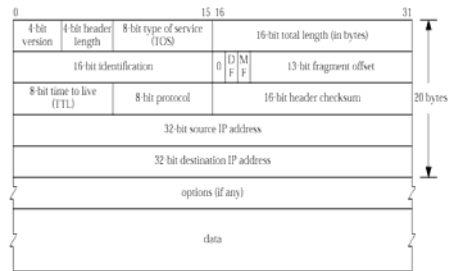 0 15 16 31
4-bit version 4-bit header length 8-bit type of service (TOS) 16-bit total length (in bytes)
16-bit identification 0 D F M F 13-bit fragment offset
8-bit time to live (TTL) 8-bit protocol 16-bit header checksum 20 bytes
32-bit source IP address
32-bit destination IP address
options (if any)
data